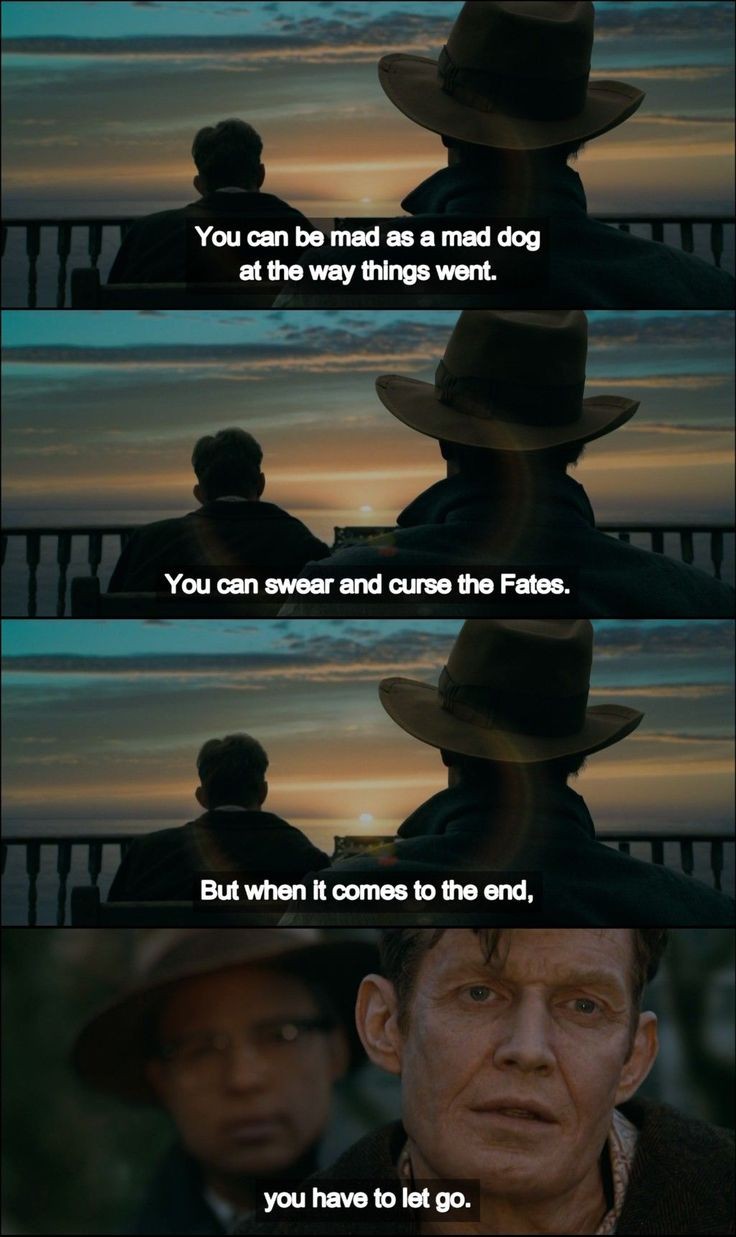 You can be mad as a mad dog
at the way things went.
You can swear and curse the Fates.
But when it comes to the end,
you have to let go.